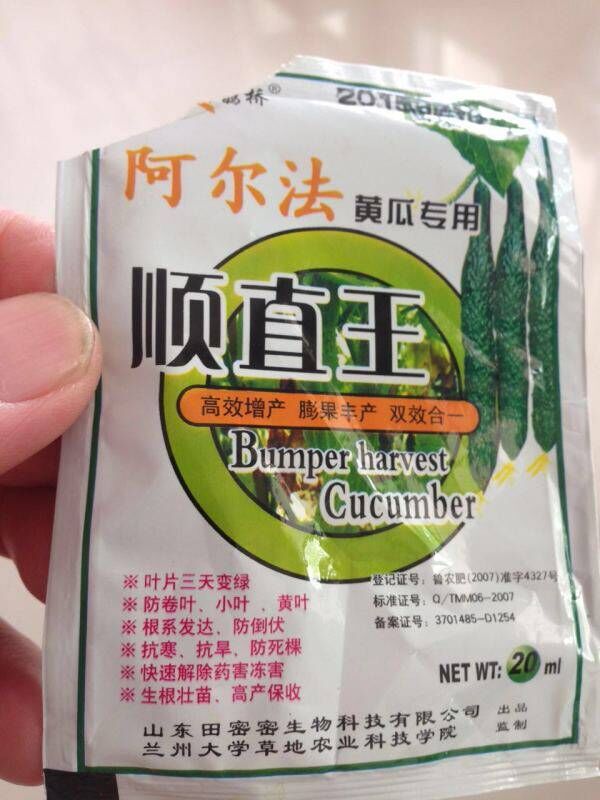 桥®
阿尔法 黄瓜专用
顺直王
高效增产 膨果丰产 双效合一
Bumper harvest
Cucumber
※ 叶片三天变绿
※ 防卷叶、小叶、黄叶
※ 根系发达、防倒伏
※ 抗寒、抗旱、防死棵
※ 快速解除药害冻害
※ 生根壮苗、高产保收
登记证号：鲁农肥(2007)准字4327号
标准证号：Q/TMM06-2007
备案证号：3701485-D1254
NET WT: 20 ml
山东田密密生物科技有限公司 出品
兰州大学草地农业科技学院 监制